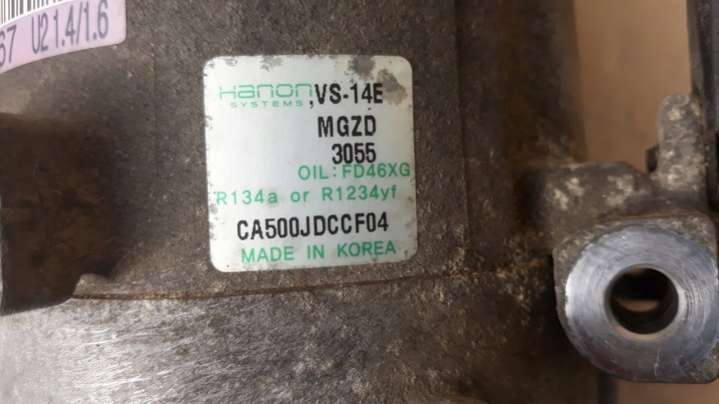 67 U2 1.4/1.6
Hanon
SYSTEMS
,VS-14E
MGZD
3055
OIL:FD46XG
R134a or R1234yf
CA500JDCCF04
MADE IN KOREA